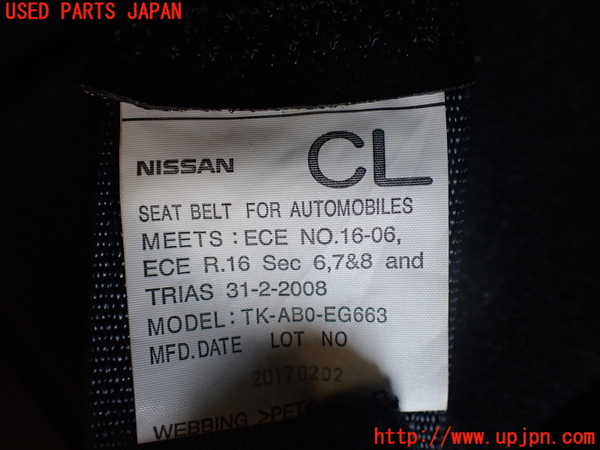 USED PARTS JAPAN
NISSAN CL
SEAT BELT FOR AUTOMOBILES
MEETS : ECE NO.16-06,
ECE R.16 Sec 6,7&8 and
TRIAS 31-2-2008
MODEL: TK-AB0-EG663
MFD.DATE LOT NO
20170202
WEBBING >PET
http://www.upjpn.com/